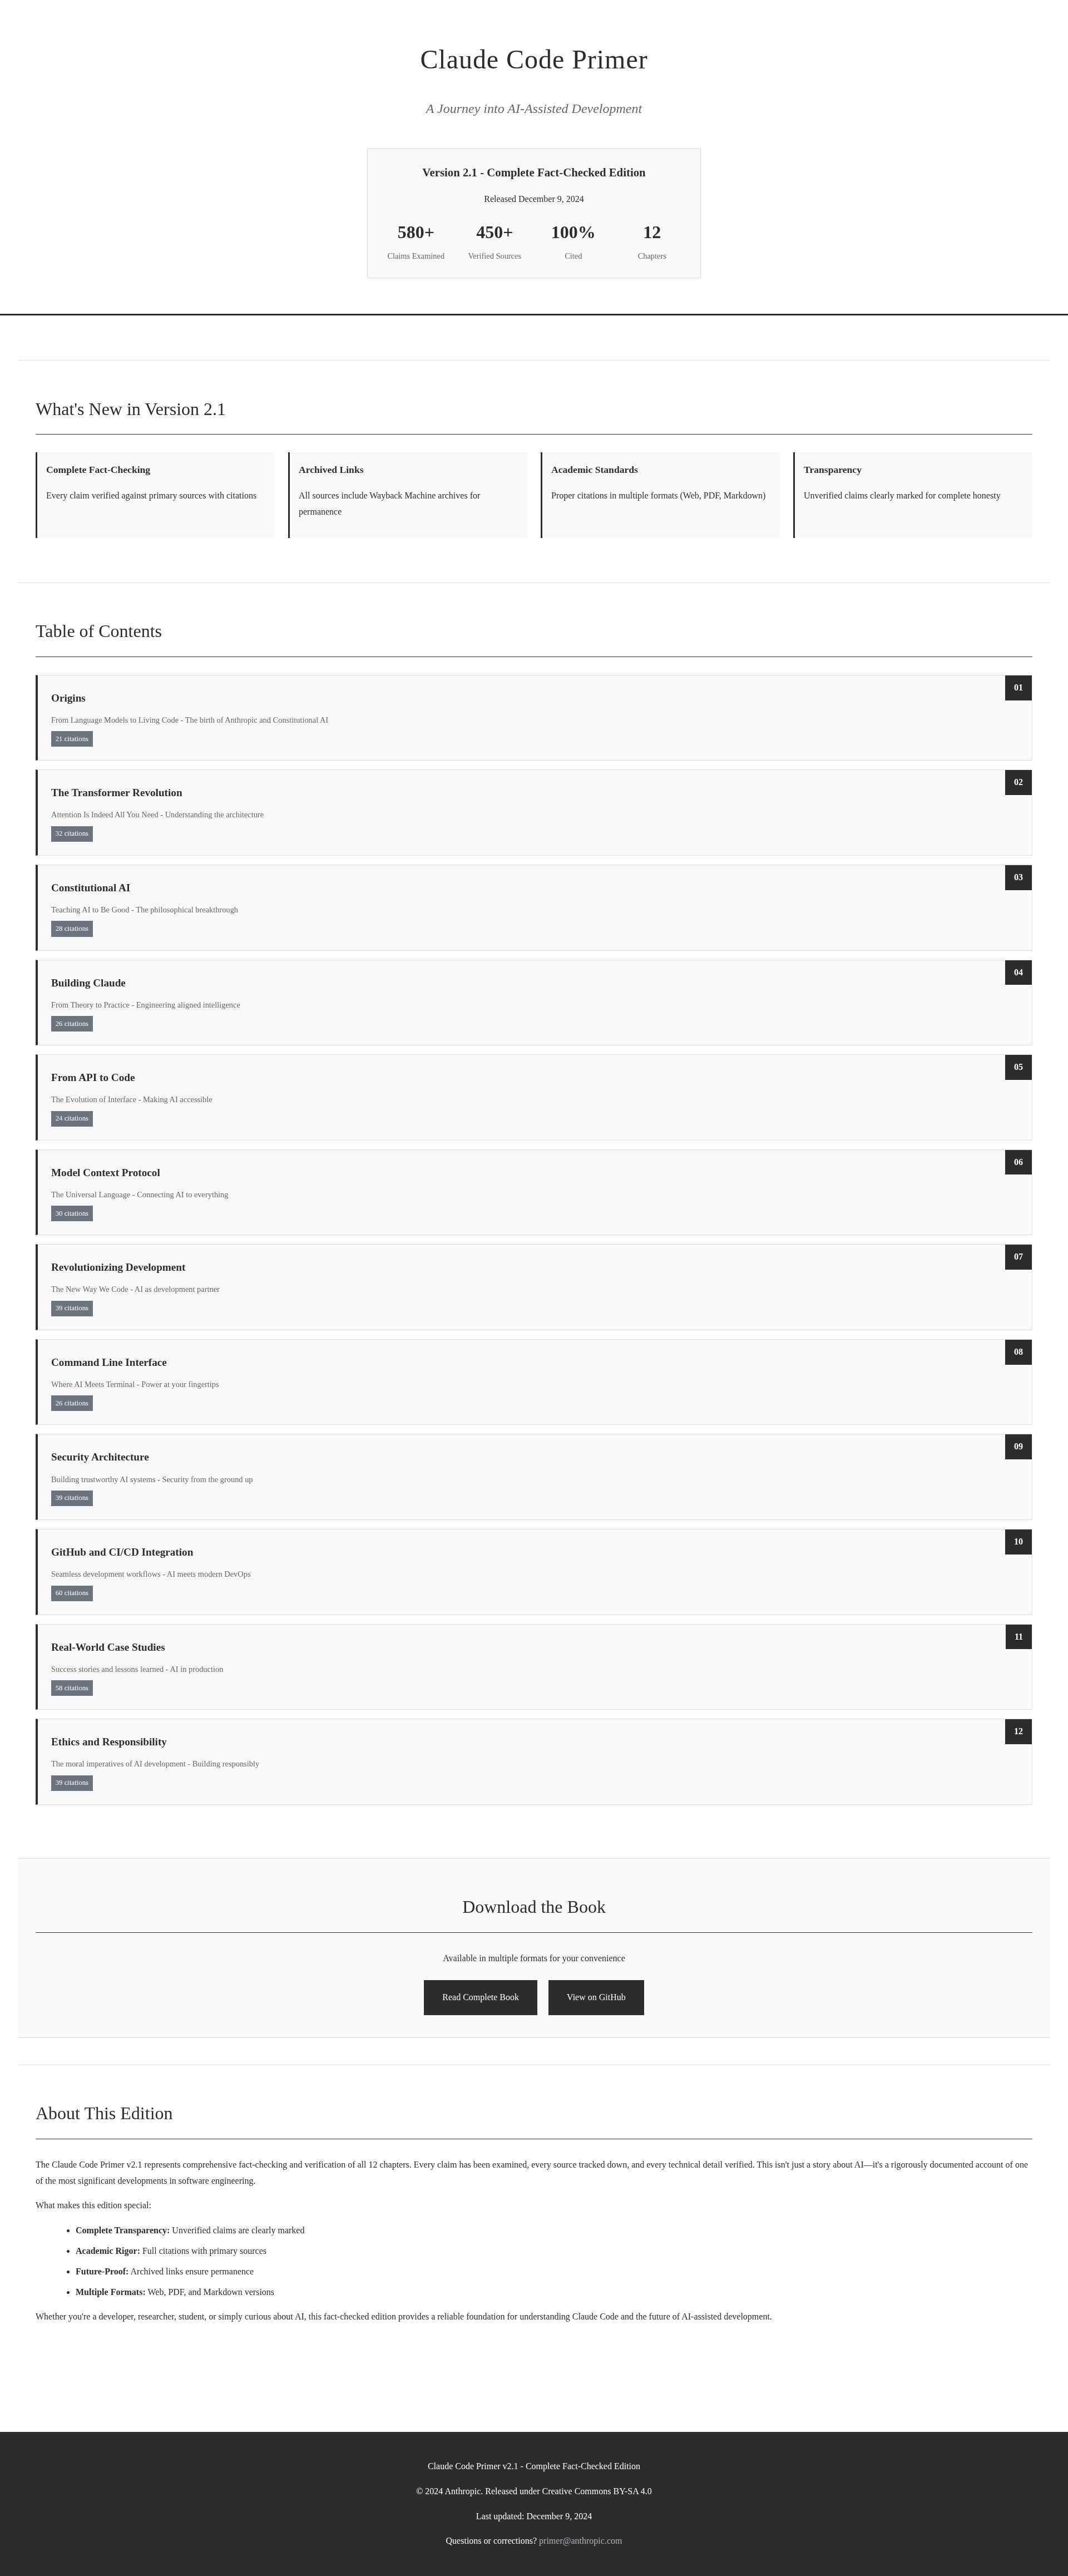 Claude Code Primer
A Journey into AI-Assisted Development
Version 2.1 - Complete Fact-Checked Edition
Released December 9, 2024
580+
Claims Examined
450+
Verified Sources
100%
Cited
12
Chapters
What's New in Version 2.1
Complete Fact-Checking
Every claim verified against primary sources with citations
Archived Links
All sources include Wayback Machine archives for
permanence
Academic Standards
Proper citations in multiple formats (Web, PDF, Markdown)
Transparency
Unverified claims clearly marked for complete honesty
Table of Contents
01
Origins
From Language Models to Living Code - The birth of Anthropic and Constitutional AI
21 citations
02
The Transformer Revolution
Attention Is Indeed All You Need - Understanding the architecture
32 citations
03
Constitutional AI
Teaching AI to Be Good - The philosophical breakthrough
28 citations
04
Building Claude
From Theory to Practice - Engineering aligned intelligence
26 citations
05
From API to Code
The Evolution of Interface - Making AI accessible
24 citations
06
Model Context Protocol
The Universal Language - Connecting AI to everything
30 citations
07
Revolutionizing Development
The New Way We Code - AI as development partner
39 citations
08
Command Line Interface
Where AI Meets Terminal - Power at your fingertips
26 citations
09
Security Architecture
Building trustworthy AI systems - Security from the ground up
39 citations
10
GitHub and CI/CD Integration
Seamless development workflows - AI meets modern DevOps
60 citations
11
Real-World Case Studies
Success stories and lessons learned - AI in production
58 citations
12
Ethics and Responsibility
The moral imperatives of AI development - Building responsibly
39 citations
Download the Book
Available in multiple formats for your convenience
Read Complete Book
View on GitHub
About This Edition
The Claude Code Primer v2.1 represents comprehensive fact-checking and verification of all 12 chapters. Every claim has been examined, every source tracked down, and every technical detail verified. This isn't just a story about AI—it's a rigorously documented account of one
of the most significant developments in software engineering.
What makes this edition special:
• Complete Transparency: Unverified claims are clearly marked
• Academic Rigor: Full citations with primary sources
• Future-Proof: Archived links ensure permanence
• Multiple Formats: Web, PDF, and Markdown versions
Whether you're a developer, researcher, student, or simply curious about AI, this fact-checked edition provides a reliable foundation for understanding Claude Code and the future of AI-assisted development.
Claude Code Primer v2.1 - Complete Fact-Checked Edition
© 2024 Anthropic. Released under Creative Commons BY-SA 4.0
Last updated: December 9, 2024
Questions or corrections? primer@anthropic.com